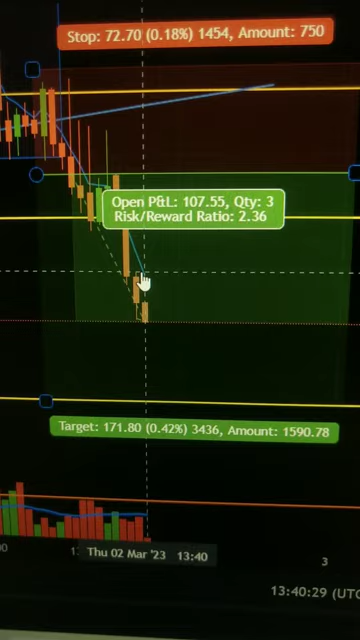 Stop: 72.70 (0.18%) 1454, Amount: 750
Open P&L: 107.55, Qty: 3
Risk/Reward Ratio: 2.36
Target: 171.80 (0.42%) 3436, Amount: 1590.78
Thu 02 Mar '23 13:40
3
13:40:29 (UTC